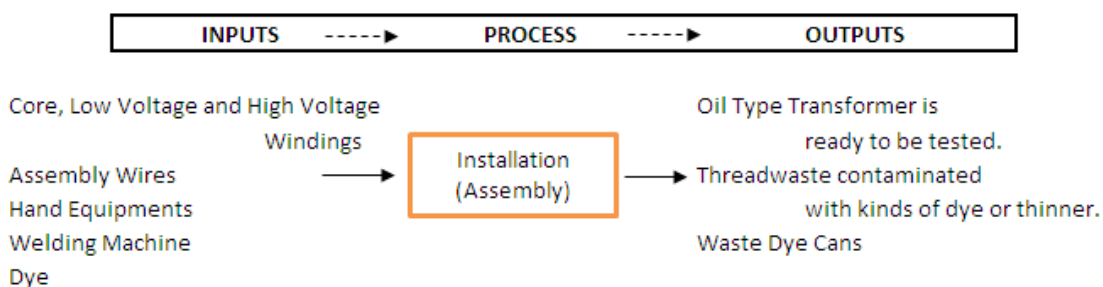 INPUTS PROCESS OUTPUTS
Core, Low Voltage and High Voltage
Windings
Assembly Wires
Hand Equipments
Welding Machine
Dye
Installation
(Assembly)
Oil Type Transformer is
ready to be tested.
Threadwaste contaminated
with kinds of dye or thinner.
Waste Dye Cans